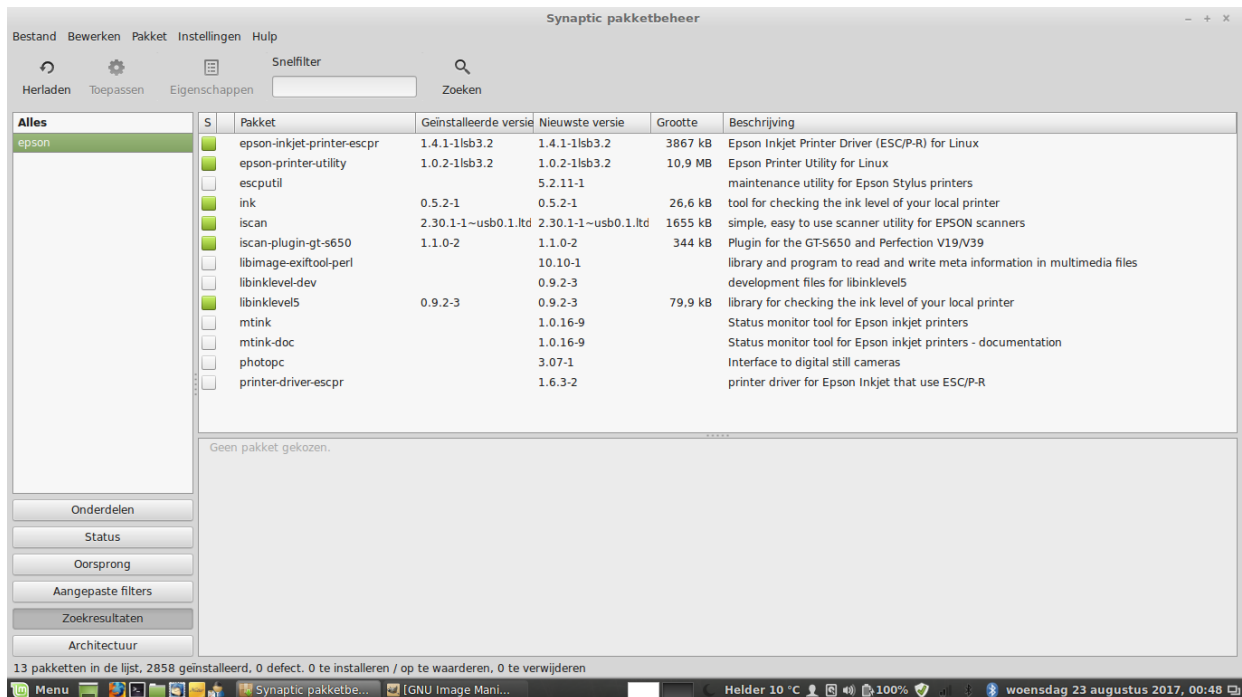 Synaptic pakketbeheer
Bestand Bewerken Pakket Instellingen Hulp
Snelfilter
Herladen Toepassen Eigenschappen Zoeken
Alles
epson
S Pakket Geïnstalleerde versie Nieuwste versie Grootte Beschrijving
epson-inkjet-printer-escpr 1.4.1-1lsb3.2 1.4.1-1lsb3.2 3867 kB Epson Inkjet Printer Driver (ESC/P-R) for Linux
epson-printer-utility 1.0.2-1lsb3.2 1.0.2-1lsb3.2 10,9 MB Epson Printer Utility for Linux
escputil 5.2.11-1 maintenance utility for Epson Stylus printers
ink 0.5.2-1 0.5.2-1 26,6 kB tool for checking the ink level of your local printer
iscan 2.30.1-1~usb0.1.ltd 2.30.1-1~usb0.1.ltd 1655 kB simple, easy to use scanner utility for EPSON scanners
iscan-plugin-gt-s650 1.1.0-2 1.1.0-2 344 kB Plugin for the GT-S650 and Perfection V19/V39
libimage-exiftool-perl 10.10-1 library and program to read and write meta information in multimedia files
libinklevel-dev 0.9.2-3 development files for libinklevel5
libinklevel5 0.9.2-3 0.9.2-3 79,9 kB library for checking the ink level of your local printer
mtink 1.0.16-9 Status monitor tool for Epson inkjet printers
mtink-doc 1.0.16-9 Status monitor tool for Epson inkjet printers - documentation
photopc 3.07-1 Interface to digital still cameras
printer-driver-escpr 1.6.3-2 printer driver for Epson Inkjet that use ESC/P-R
Geen pakket gekozen.
Onderdelen
Status
Oorsprong
Aangepaste filters
Zoekresultaten
Architectuur
13 pakketten in de lijst, 2858 geïnstalleerd, 0 defect. 0 te installeren / op te waarderen, 0 te verwijderen
Menu Synaptic pakketbe... [GNU Image Mani... Helder 10 °C 100% woensdag 23 augustus 2017, 00:48